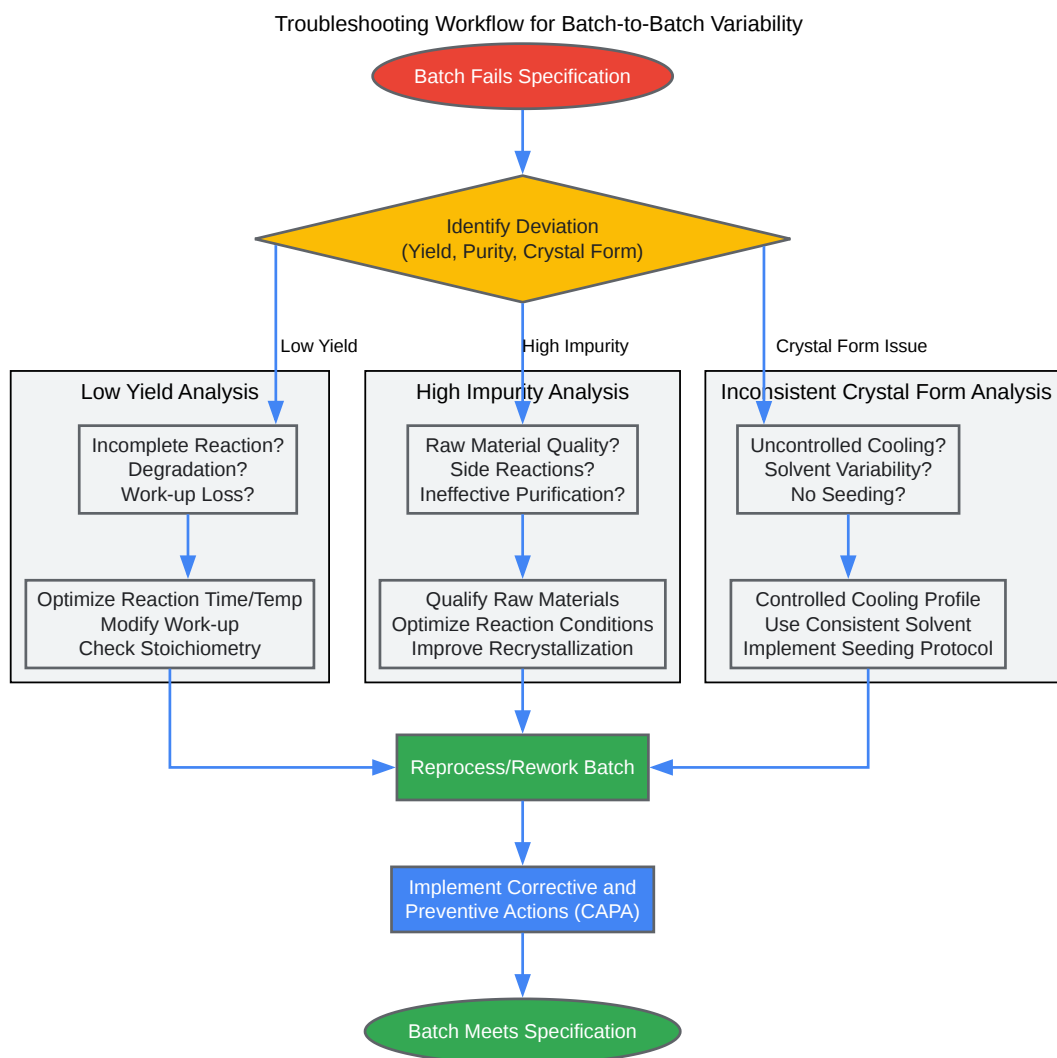 Troubleshooting Workflow for Batch-to-Batch Variability
Batch Fails Specification
Identify Deviation
(Yield, Purity, Crystal Form)
Low Yield
High Impurity
Crystal Form Issue
Low Yield Analysis
Incomplete Reaction?
Degradation?
Work-up Loss?
Optimize Reaction Time/Temp
Modify Work-up
Check Stoichiometry
High Impurity Analysis
Raw Material Quality?
Side Reactions?
Ineffective Purification?
Qualify Raw Materials
Optimize Reaction Conditions
Improve Recrystallization
Inconsistent Crystal Form Analysis
Uncontrolled Cooling?
Solvent Variability?
No Seeding?
Controlled Cooling Profile
Use Consistent Solvent
Implement Seeding Protocol
Reprocess/Rework Batch
Implement Corrective and
Preventive Actions (CAPA)
Batch Meets Specification